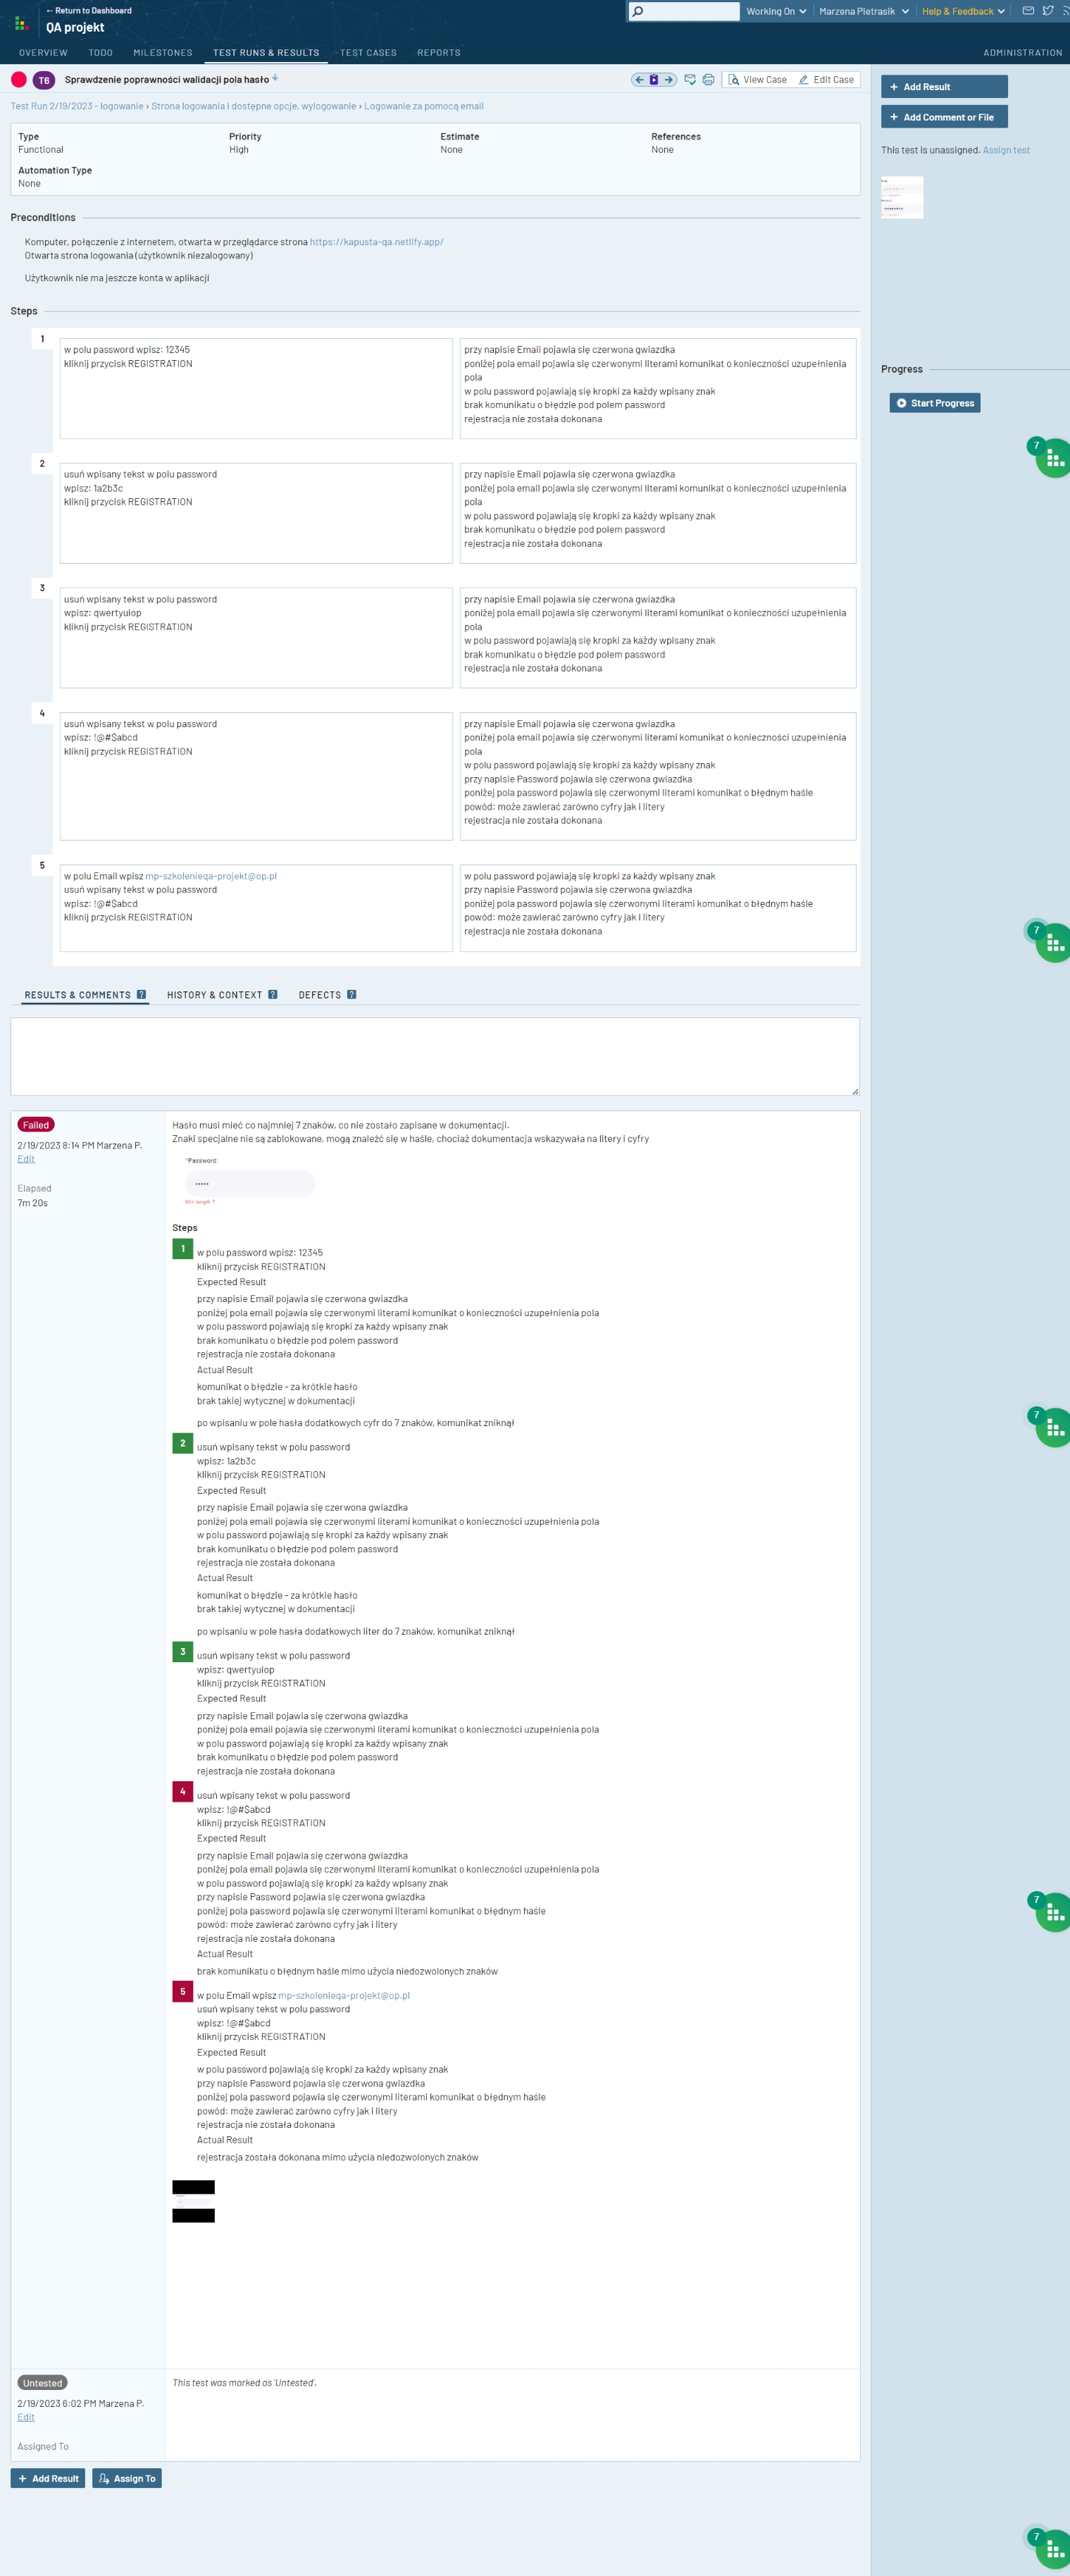 ← Return to Dashboard
QA projekt
Working On
Marzena Pietrasik
Help & Feedback
OVERVIEW
TODO
MILESTONES
TEST RUNS & RESULTS
TEST CASES
REPORTS
ADMINISTRATION
T6
Sprawdzenie poprawności walidacji pola hasło
View Case
Edit Case
Test Run 2/19/2023 - logowanie › Strona logowania i dostępne opcje, wylogowanie › Logowanie za pomocą email
+ Add Result
+ Add Comment or File
This test is unassigned. Assign test
Type
Functional
Priority
High
Estimate
None
References
None
Automation Type
None
Preconditions
Komputer, połączenie z internetem, otwarta w przeglądarce strona https://kapusta-qa.netlify.app/
Otwarta strona logowania (użytkownik niezalogowany)
Użytkownik nie ma jeszcze konta w aplikacji
Steps
1
w polu password wpisz: 12345
kliknij przycisk REGISTRATION
przy napisie Email pojawia się czerwona gwiazdka
poniżej pola email pojawia się czerwonymi literami komunikat o konieczności uzupełnienia
pola
w polu password pojawiają się kropki za każdy wpisany znak
brak komunikatu o błędzie pod polem password
rejestracja nie została dokonana
Progress
Start Progress
7
2
usuń wpisany tekst w polu password
wpisz: 1a2b3c
kliknij przycisk REGISTRATION
przy napisie Email pojawia się czerwona gwiazdka
poniżej pola email pojawia się czerwonymi literami komunikat o konieczności uzupełnienia
pola
w polu password pojawiają się kropki za każdy wpisany znak
brak komunikatu o błędzie pod polem password
rejestracja nie została dokonana
3
usuń wpisany tekst w polu password
wpisz: qwertyuiop
kliknij przycisk REGISTRATION
przy napisie Email pojawia się czerwona gwiazdka
poniżej pola email pojawia się czerwonymi literami komunikat o konieczności uzupełnienia
pola
w polu password pojawiają się kropki za każdy wpisany znak
brak komunikatu o błędzie pod polem password
rejestracja nie została dokonana
4
usuń wpisany tekst w polu password
wpisz: !@#$abcd
kliknij przycisk REGISTRATION
przy napisie Email pojawia się czerwona gwiazdka
poniżej pola email pojawia się czerwonymi literami komunikat o konieczności uzupełnienia
pola
w polu password pojawiają się kropki za każdy wpisany znak
przy napisie Password pojawia się czerwona gwiazdka
poniżej pola password pojawia się czerwonymi literami komunikat o błędnym haśle
powód: może zawierać zarówno cyfry jak i litery
rejestracja nie została dokonana
5
w polu Email wpisz mp-szkolenieqa-projekt@op.pl
usuń wpisany tekst w polu password
wpisz: !@#$abcd
kliknij przycisk REGISTRATION
w polu password pojawiają się kropki za każdy wpisany znak
przy napisie Password pojawia się czerwona gwiazdka
poniżej pola password pojawia się czerwonymi literami komunikat o błędnym haśle
powód: może zawierać zarówno cyfry jak i litery
rejestracja nie została dokonana
7
RESULTS & COMMENTS ?
HISTORY & CONTEXT ?
DEFECTS ?
Failed
2/19/2023 8:14 PM Marzena P.
Edit
Elapsed
7m 20s
Hasło musi mieć co najmniej 7 znaków, co nie zostało zapisane w dokumentacji.
Znaki specjalne nie są zablokowane, mogą znaleźć się w haśle, chociaż dokumentacja wskazywała na litery i cyfry
*Password:
•••••
Min length 7
Steps
1
w polu password wpisz: 12345
kliknij przycisk REGISTRATION
Expected Result
przy napisie Email pojawia się czerwona gwiazdka
poniżej pola email pojawia się czerwonymi literami komunikat o konieczności uzupełnienia pola
w polu password pojawiają się kropki za każdy wpisany znak
brak komunikatu o błędzie pod polem password
rejestracja nie została dokonana
Actual Result
komunikat o błędzie - za krótkie hasło
brak takiej wytycznej w dokumentacji
po wpisaniu w pole hasła dodatkowych cyfr do 7 znaków, komunikat zniknął
7
2
usuń wpisany tekst w polu password
wpisz: 1a2b3c
kliknij przycisk REGISTRATION
Expected Result
przy napisie Email pojawia się czerwona gwiazdka
poniżej pola email pojawia się czerwonymi literami komunikat o konieczności uzupełnienia pola
w polu password pojawiają się kropki za każdy wpisany znak
brak komunikatu o błędzie pod polem password
rejestracja nie została dokonana
Actual Result
komunikat o błędzie - za krótkie hasło
brak takiej wytycznej w dokumentacji
po wpisaniu w pole hasła dodatkowych liter do 7 znaków, komunikat zniknął
3
usuń wpisany tekst w polu password
wpisz: qwertyuiop
kliknij przycisk REGISTRATION
Expected Result
przy napisie Email pojawia się czerwona gwiazdka
poniżej pola email pojawia się czerwonymi literami komunikat o konieczności uzupełnienia pola
w polu password pojawiają się kropki za każdy wpisany znak
brak komunikatu o błędzie pod polem password
rejestracja nie została dokonana
4
usuń wpisany tekst w polu password
wpisz: !@#$abcd
kliknij przycisk REGISTRATION
Expected Result
przy napisie Email pojawia się czerwona gwiazdka
poniżej pola email pojawia się czerwonymi literami komunikat o konieczności uzupełnienia pola
w polu password pojawiają się kropki za każdy wpisany znak
przy napisie Password pojawia się czerwona gwiazdka
poniżej pola password pojawia się czerwonymi literami komunikat o błędnym haśle
powód: może zawierać zarówno cyfry jak i litery
rejestracja nie została dokonana
Actual Result
brak komunikatu o błędnym haśle mimo użycia niedozwolonych znaków
7
5
w polu Email wpisz mp-szkolenieqa-projekt@op.pl
usuń wpisany tekst w polu password
wpisz: !@#$abcd
kliknij przycisk REGISTRATION
Expected Result
w polu password pojawiają się kropki za każdy wpisany znak
przy napisie Password pojawia się czerwona gwiazdka
poniżej pola password pojawia się czerwonymi literami komunikat o błędnym haśle
powód: może zawierać zarówno cyfry jak i litery
rejestracja nie została dokonana
Actual Result
rejestracja została dokonana mimo użycia niedozwolonych znaków
Untested
2/19/2023 6:02 PM Marzena P.
Edit
Assigned To
This test was marked as 'Untested'.
+ Add Result
Assign To
7